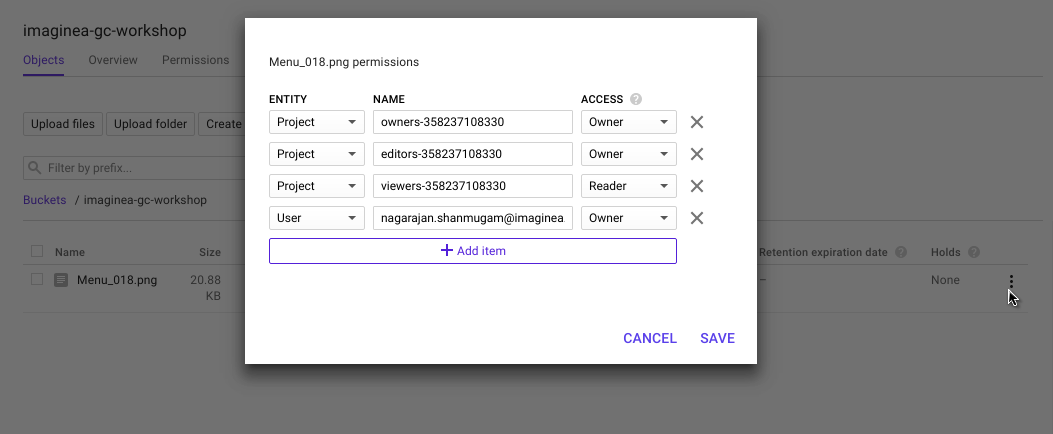 imaginea-gc-workshop
Objects Overview Permissions
Upload files Upload folder Create
Filter by prefix...
Buckets / imaginea-gc-workshop
Name Size Retention expiration date ? Holds ?
Menu_018.png 20.88 KB – None
Menu_018.png permissions
ENTITY NAME ACCESS ?
Project owners-358237108330 Owner
Project editors-358237108330 Owner
Project viewers-358237108330 Reader
User nagarajan.shanmugam@imaginea. Owner
+ Add item
CANCEL SAVE